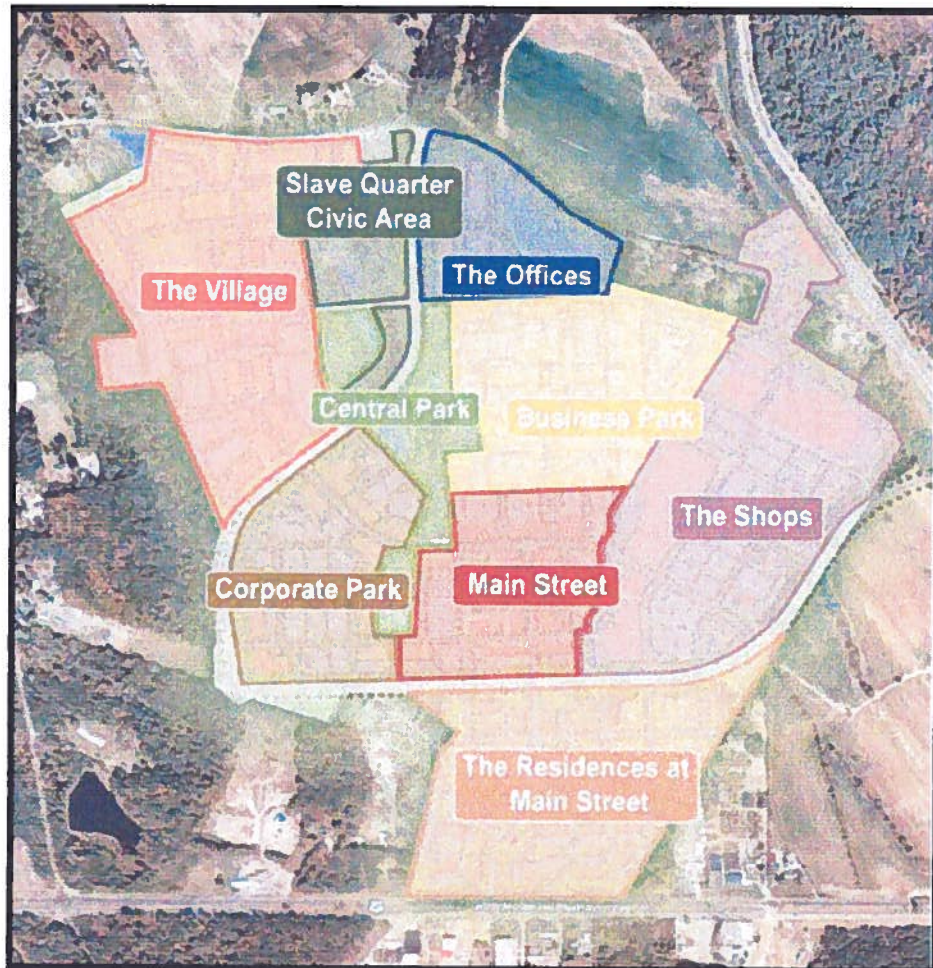 Slave Quarter
Civic Area
The Offices
The Village
Central Park
Business Park
The Shops
Corporate Park
Main Street
The Residences at
Main Street